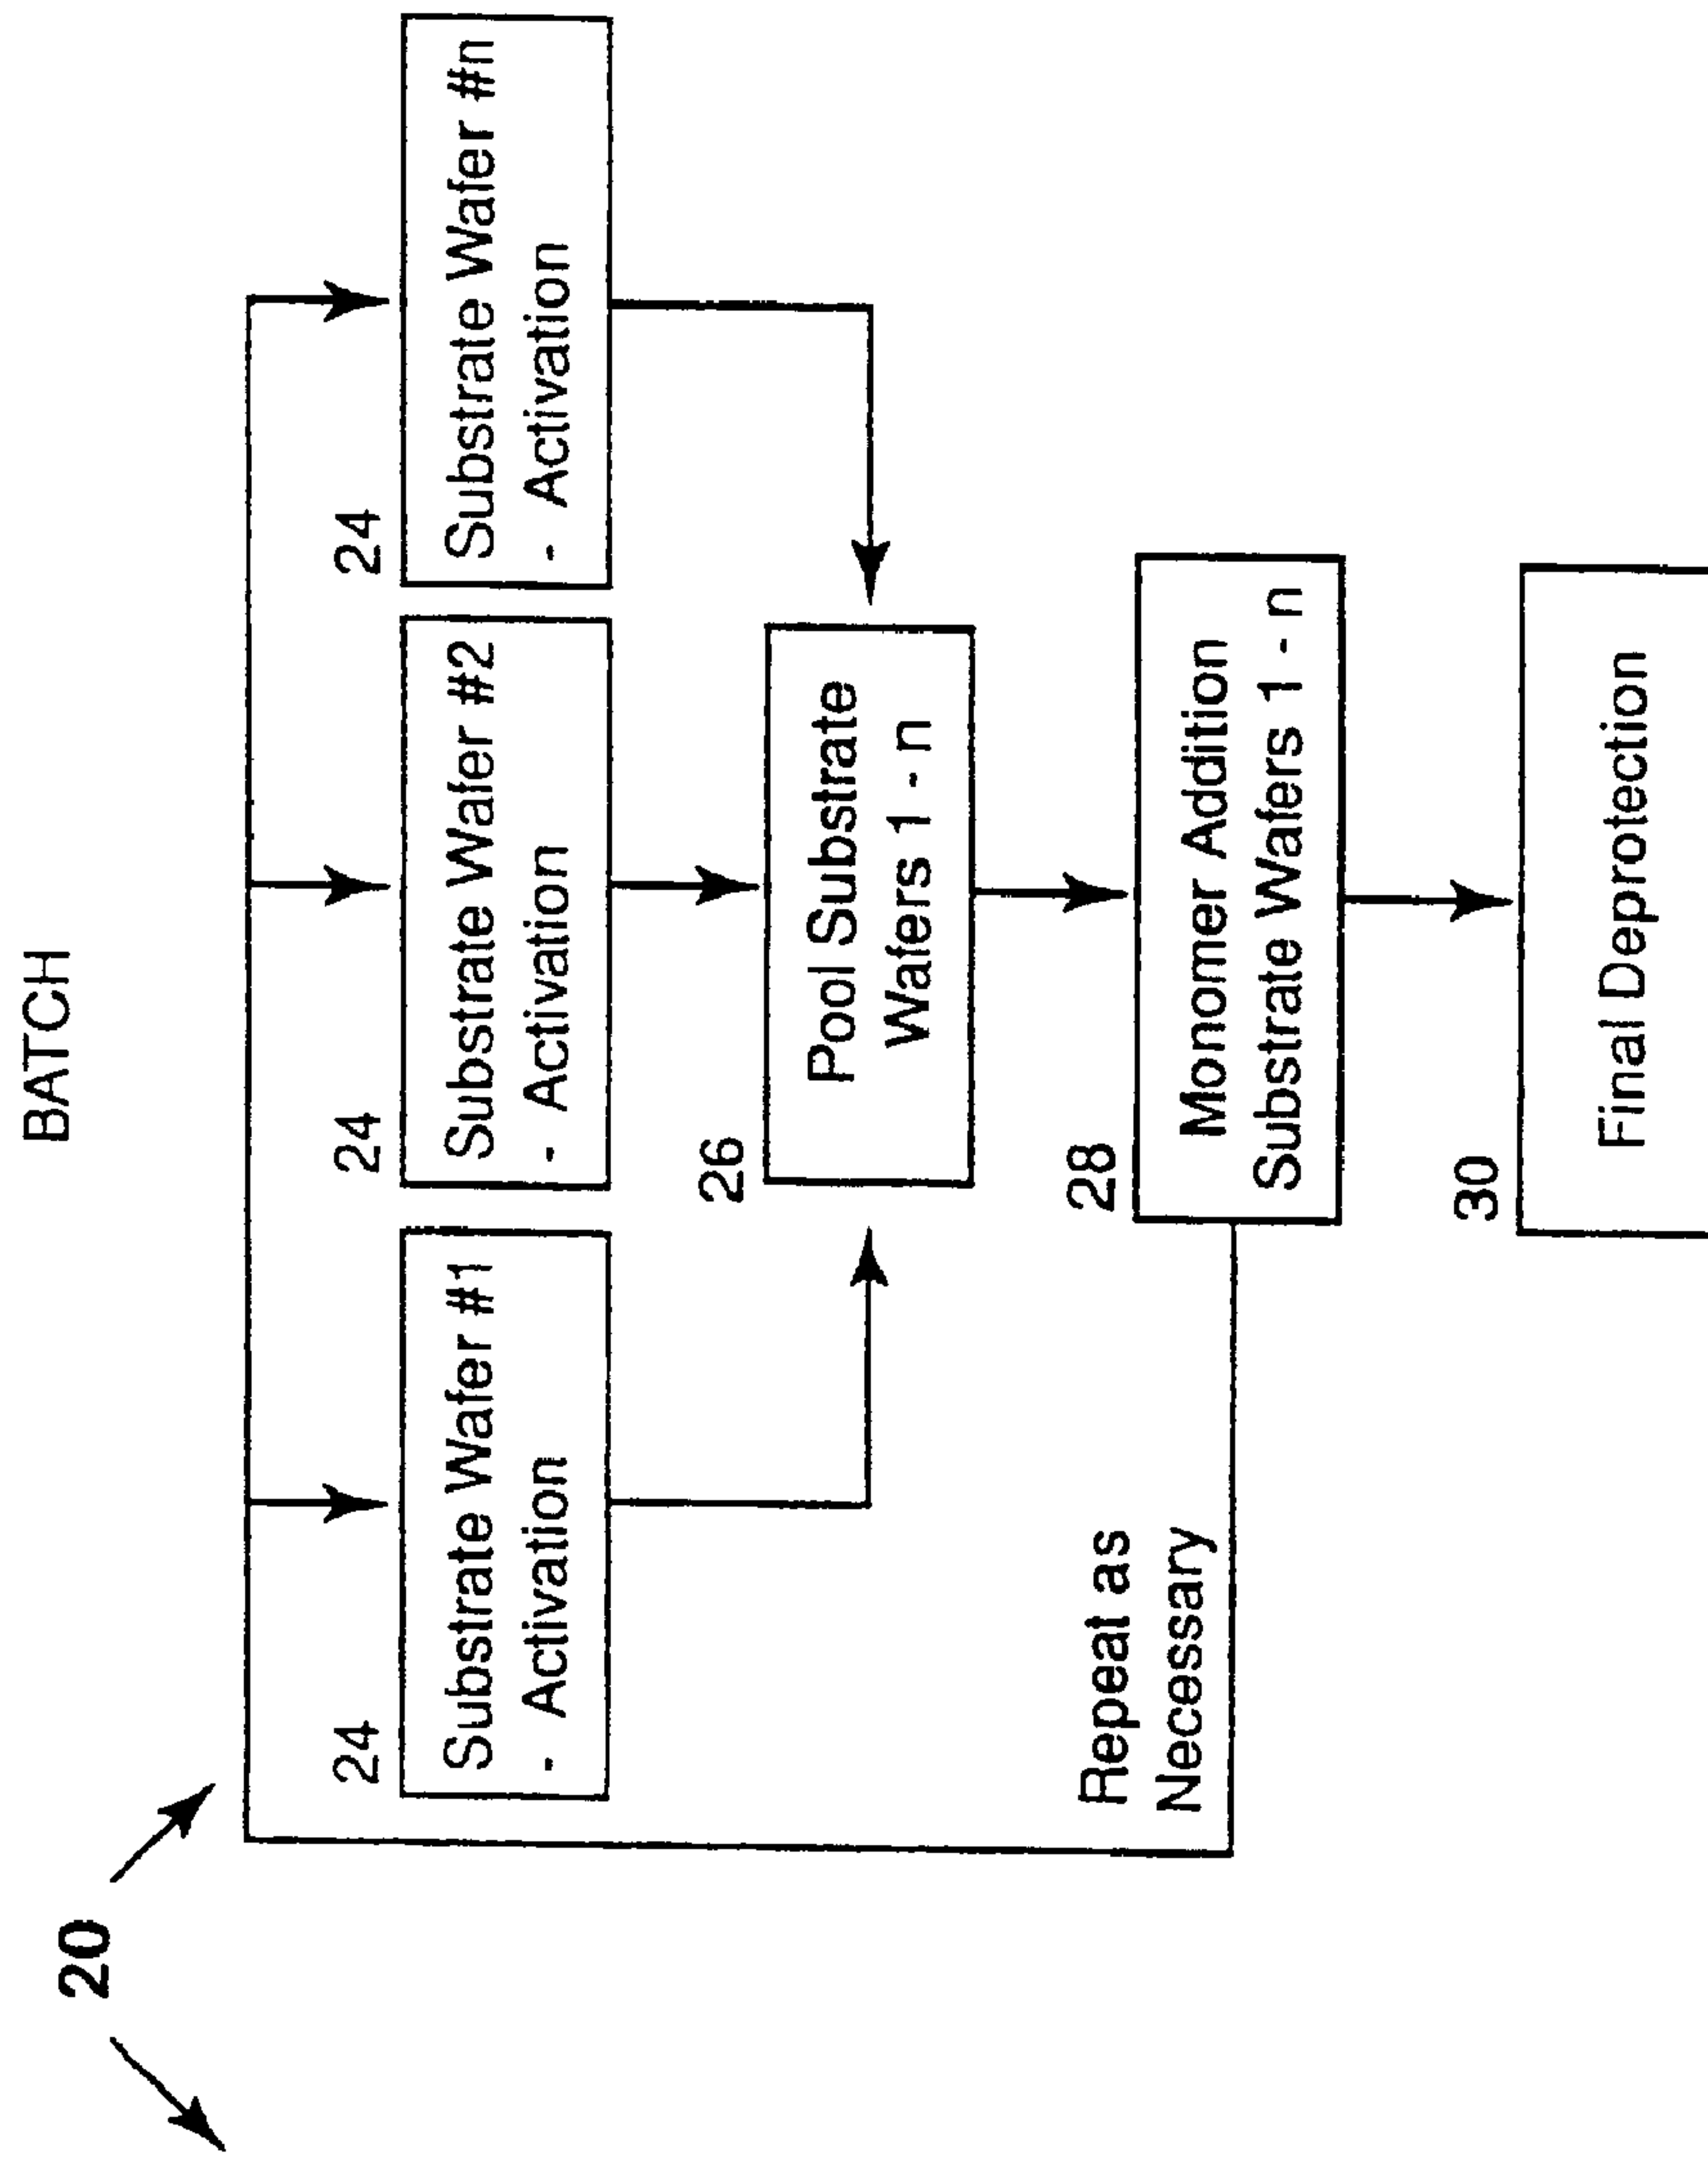 BATCH
20
24
Substrate Wafer #1
- Activation
24
Substrate Wafer #2
- Activation
24
Substrate Wafer #n
- Activation
26
Pool Substrate
Wafers 1 - n
Repeat as
Necessary
28
Monomer Addition
Substrate Wafers 1 - n
30
Final Deprotection